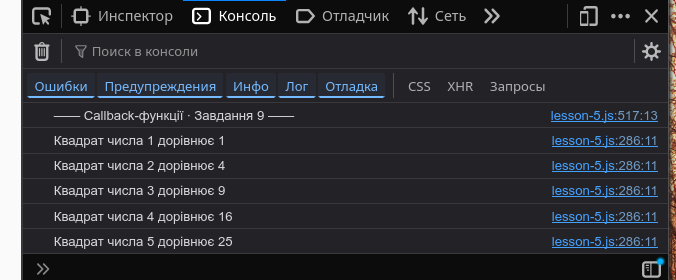 Инспектор Консоль Отладчик Сеть
Поиск в консоли
Ошибки Предупреждения Инфо Лог Отладка CSS XHR Запросы
—— Callback-функції · Завдання 9 —— lesson-5.js:517:13
Квадрат числа 1 дорівнює 1 lesson-5.js:286:11
Квадрат числа 2 дорівнює 4 lesson-5.js:286:11
Квадрат числа 3 дорівнює 9 lesson-5.js:286:11
Квадрат числа 4 дорівнює 16 lesson-5.js:286:11
Квадрат числа 5 дорівнює 25 lesson-5.js:286:11